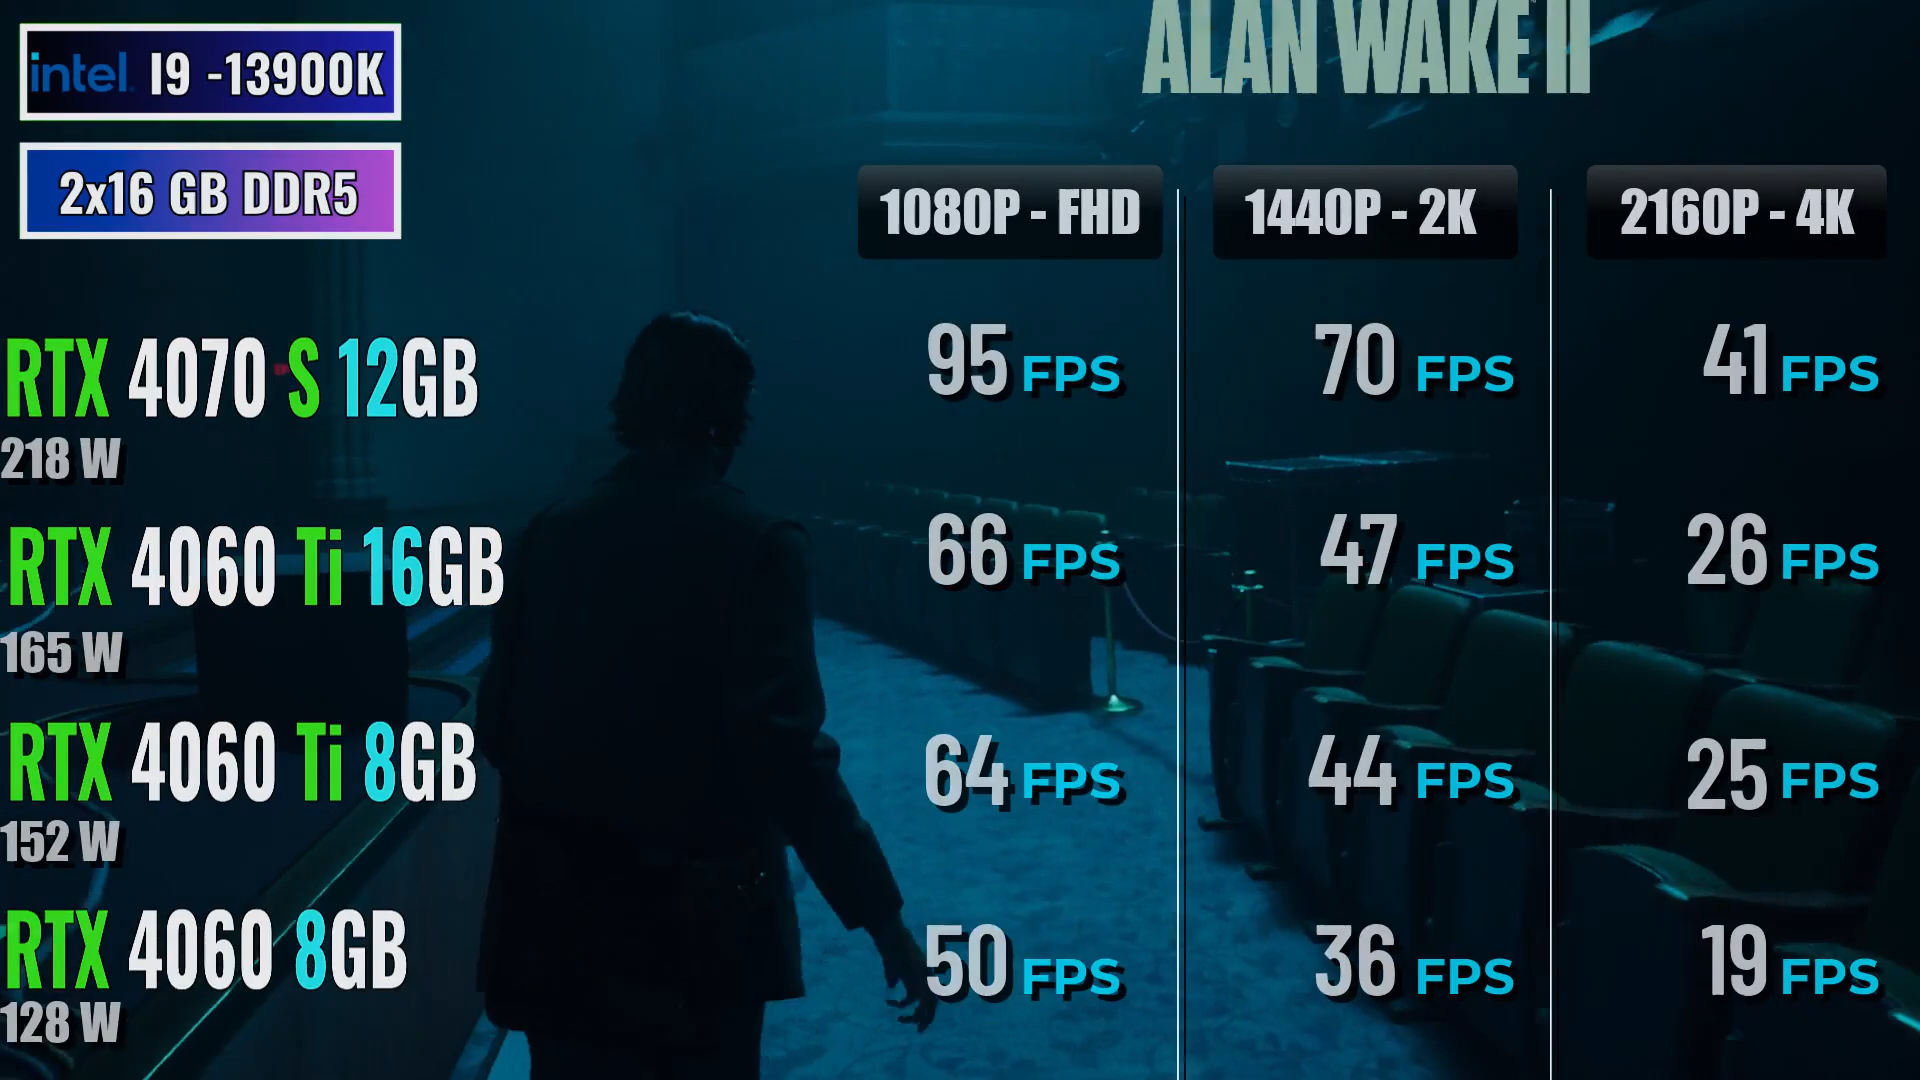 intel. I9 -13900K
2x16 GB DDR5
ALAN WAKE II
1080P - FHD 1440P - 2K 2160P - 4K
RTX 4070 S 12GB 95 FPS 70 FPS 41 FPS
218 W
RTX 4060 Ti 16GB 66 FPS 47 FPS 26 FPS
165 W
RTX 4060 Ti 8GB 64 FPS 44 FPS 25 FPS
152 W
RTX 4060 8GB 50 FPS 36 FPS 19 FPS
128 W